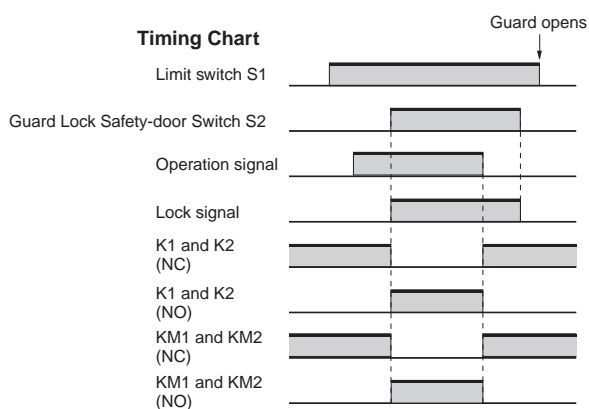 Guard opens
Timing Chart
Limit switch S1
Guard Lock Safety-door Switch S2
Operation signal
Lock signal
K1 and K2
(NC)
K1 and K2
(NO)
KM1 and KM2
(NC)
KM1 and KM2
(NO)